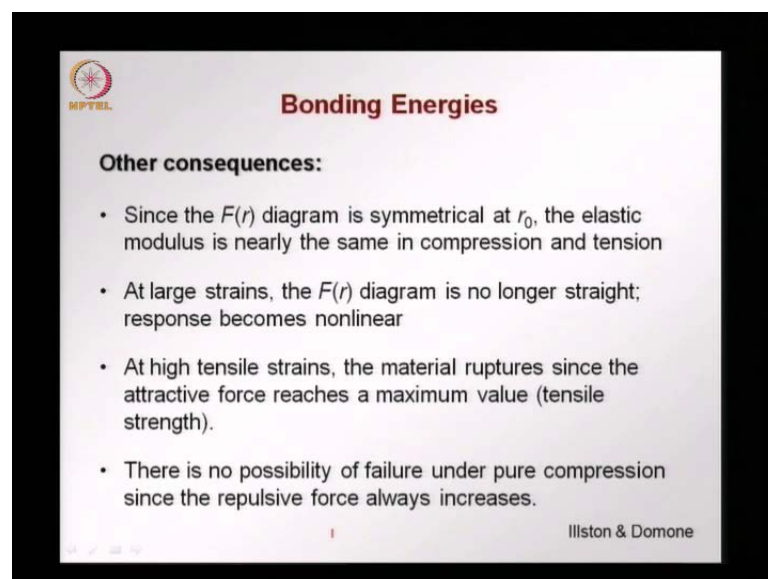 NPTEL
Bonding Energies
Other consequences:
• Since the F(r) diagram is symmetrical at r₀, the elastic
modulus is nearly the same in compression and tension
• At large strains, the F(r) diagram is no longer straight;
response becomes nonlinear
• At high tensile strains, the material ruptures since the
attractive force reaches a maximum value (tensile
strength).
• There is no possibility of failure under pure compression
since the repulsive force always increases.
Illston & Domone